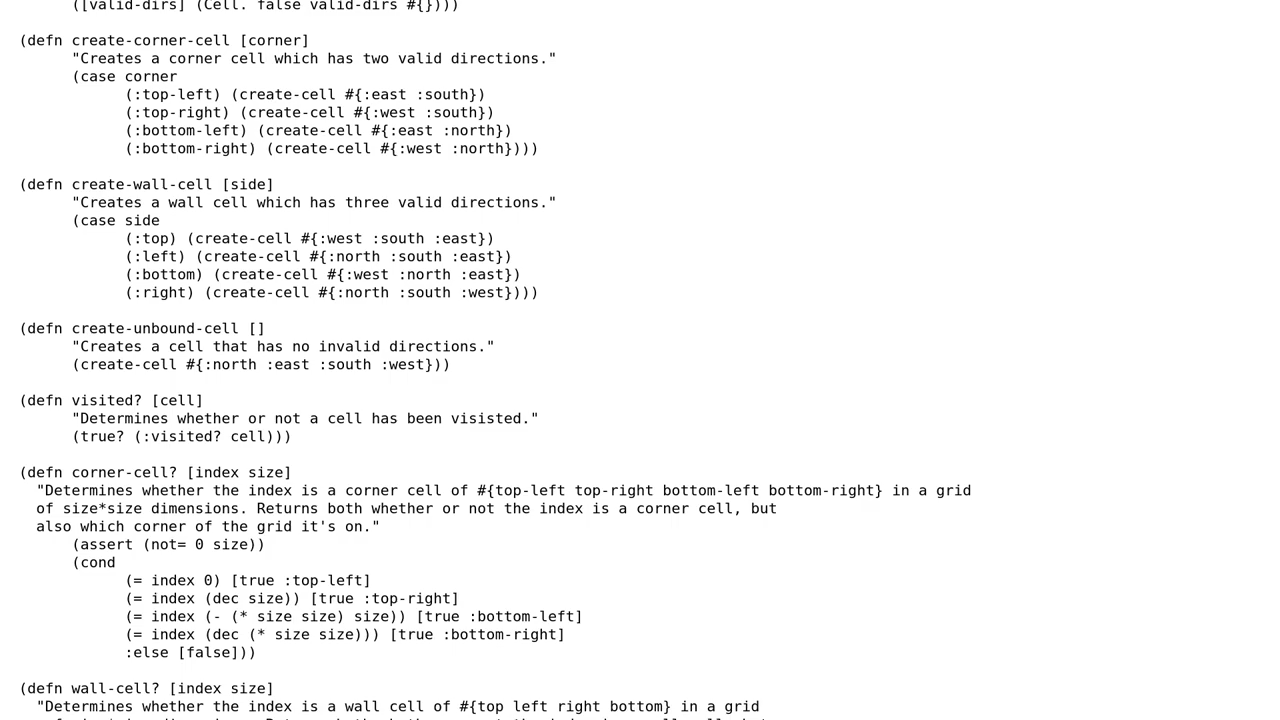 ([valid-dirs] (Cell. false valid-dirs #{})))
(defn create-corner-cell [corner]
"Creates a corner cell which has two valid directions."
(case corner
(:top-left) (create-cell #{:east :south})
(:top-right) (create-cell #{:west :south})
(:bottom-left) (create-cell #{:east :north})
(:bottom-right) (create-cell #{:west :north})))
(defn create-wall-cell [side]
"Creates a wall cell which has three valid directions."
(case side
(:top) (create-cell #{:west :south :east})
(:left) (create-cell #{:north :south :east})
(:bottom) (create-cell #{:west :north :east})
(:right) (create-cell #{:north :south :west})))
(defn create-unbound-cell []
"Creates a cell that has no invalid directions."
(create-cell #{:north :east :south :west}))
(defn visited? [cell]
"Determines whether or not a cell has been visisted."
(true? (:visited? cell)))
(defn corner-cell? [index size]
"Determines whether the index is a corner cell of #{top-left top-right bottom-left bottom-right} in a grid
of size*size dimensions. Returns both whether or not the index is a corner cell, but
also which corner of the grid it's on."
(assert (not= 0 size))
(cond
(= index 0) [true :top-left]
(= index (dec size)) [true :top-right]
(= index (- (* size size) size)) [true :bottom-left]
(= index (dec (* size size))) [true :bottom-right]
:else [false]))
(defn wall-cell? [index size]
"Determines whether the index is a wall cell of #{top left right bottom} in a grid